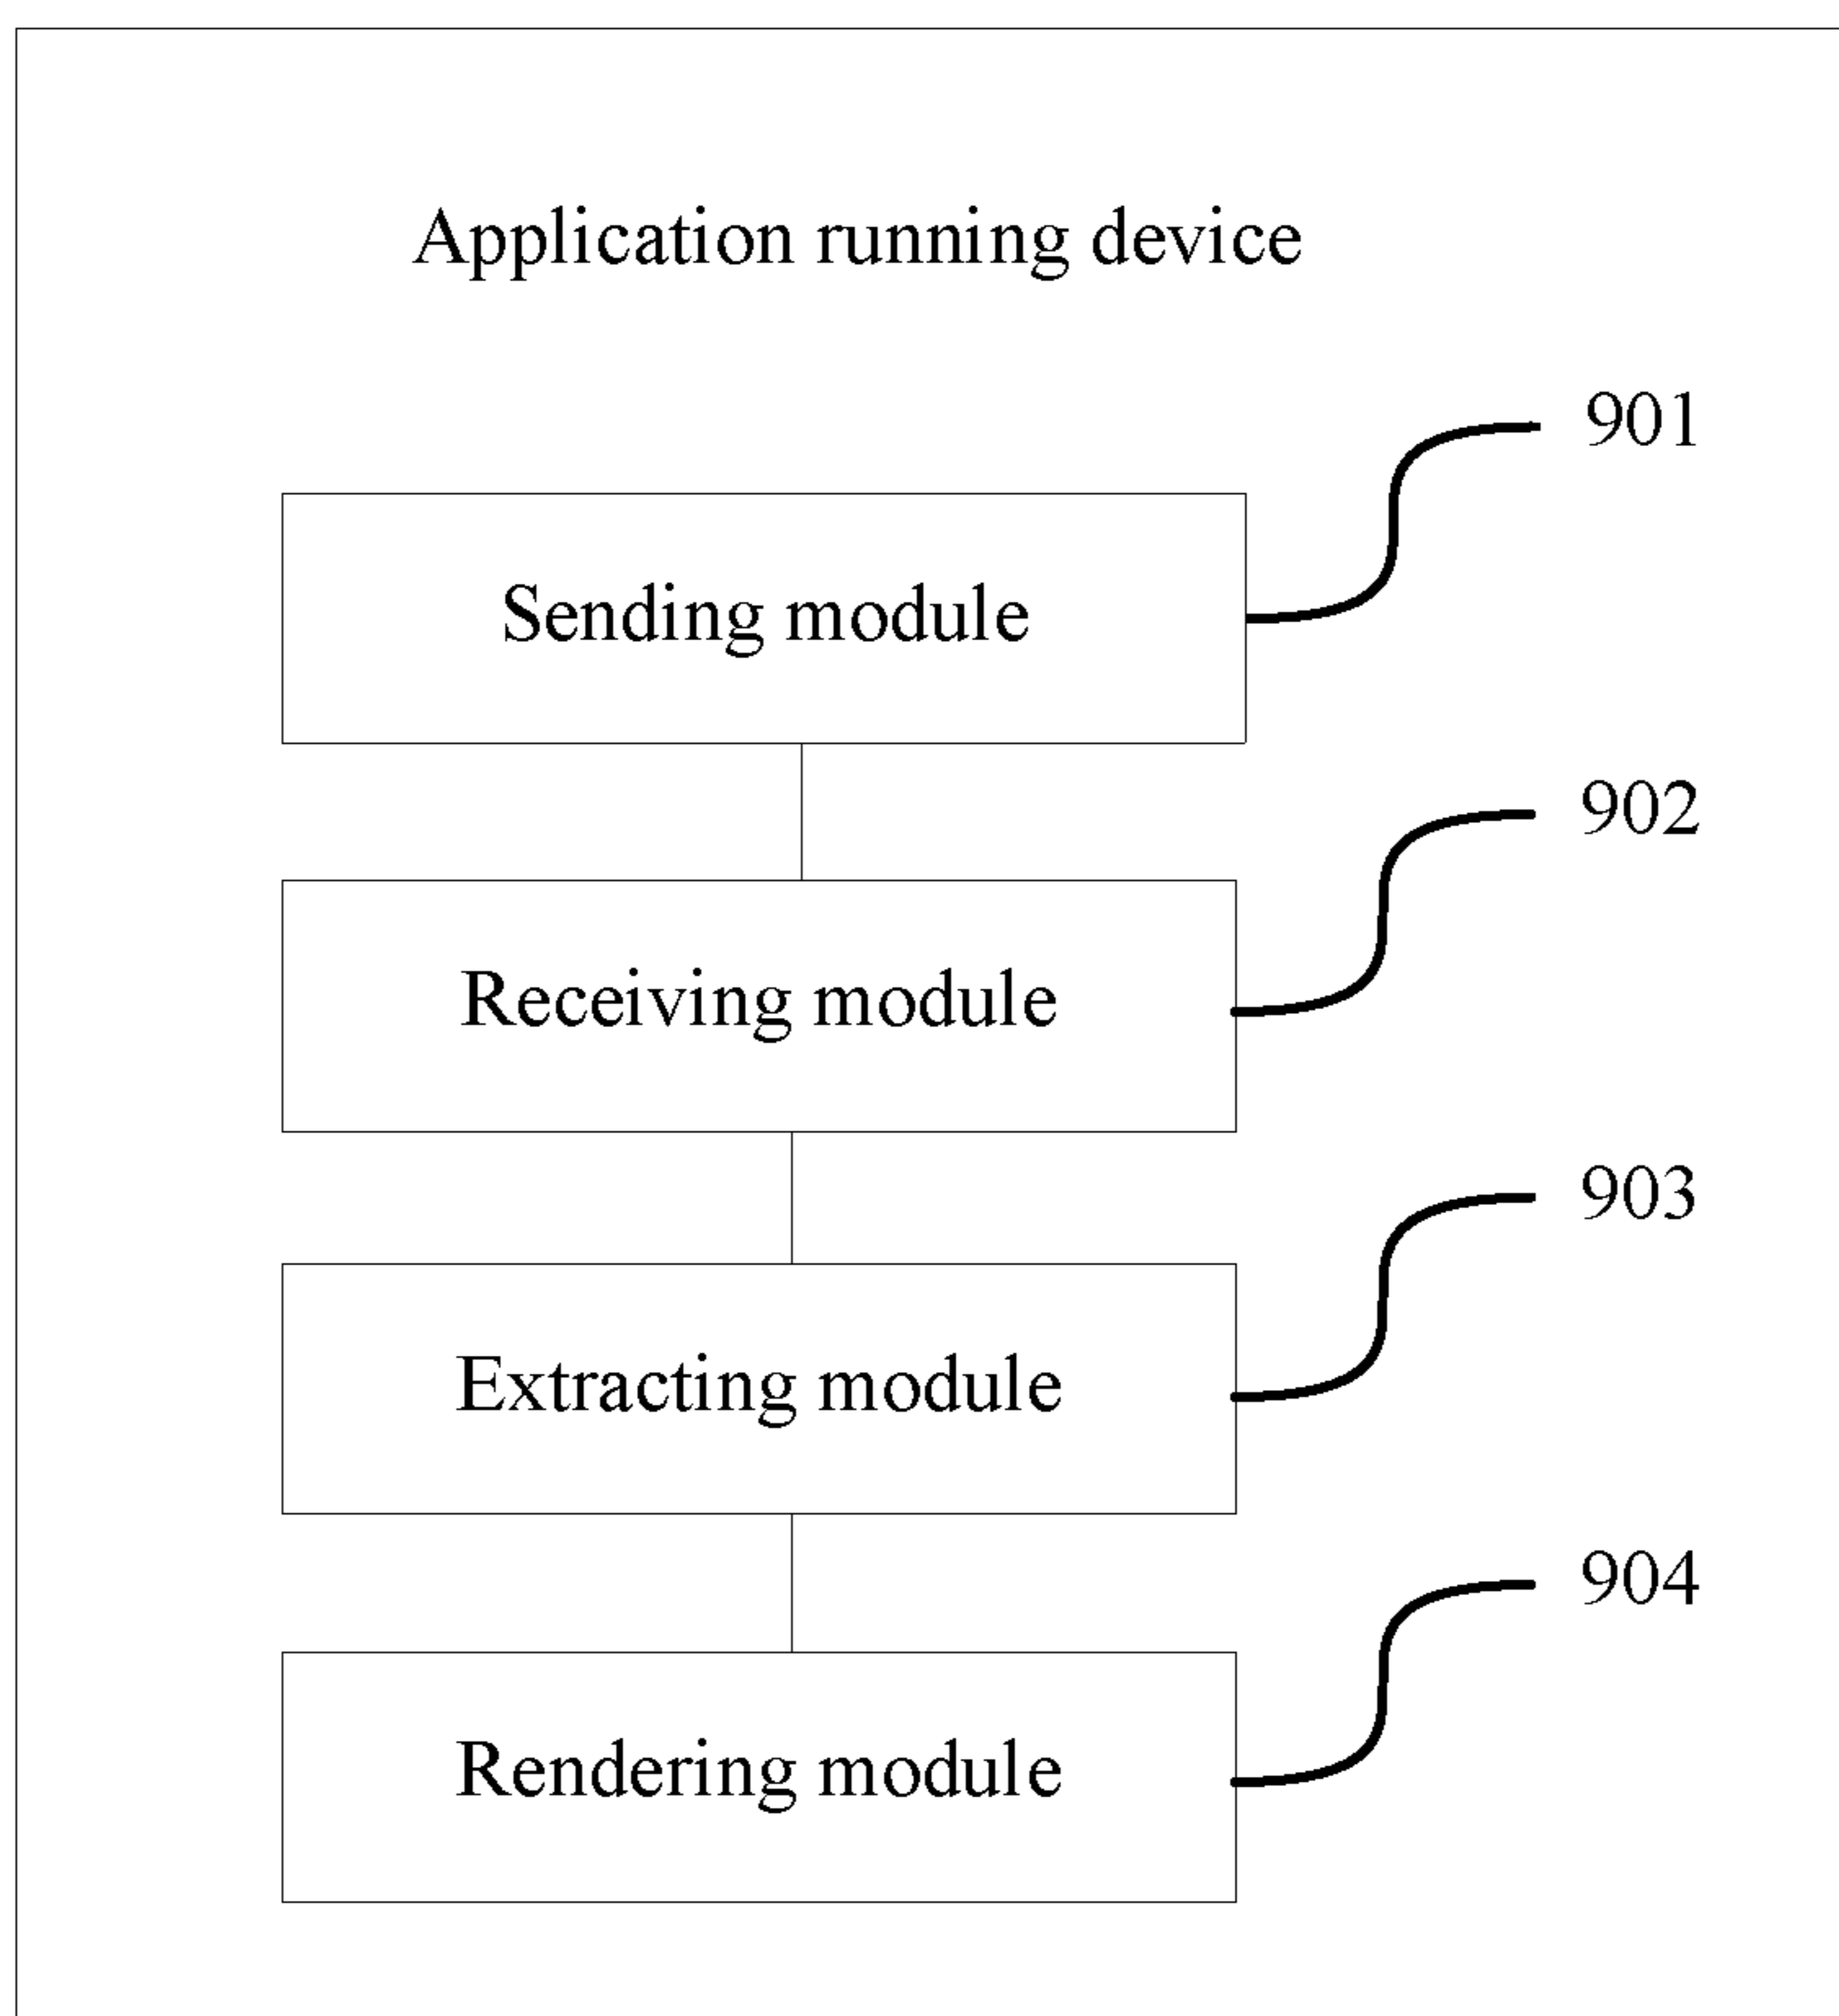 Application running device
901
Sending module
902
Receiving module
903
Extracting module
904
Rendering module